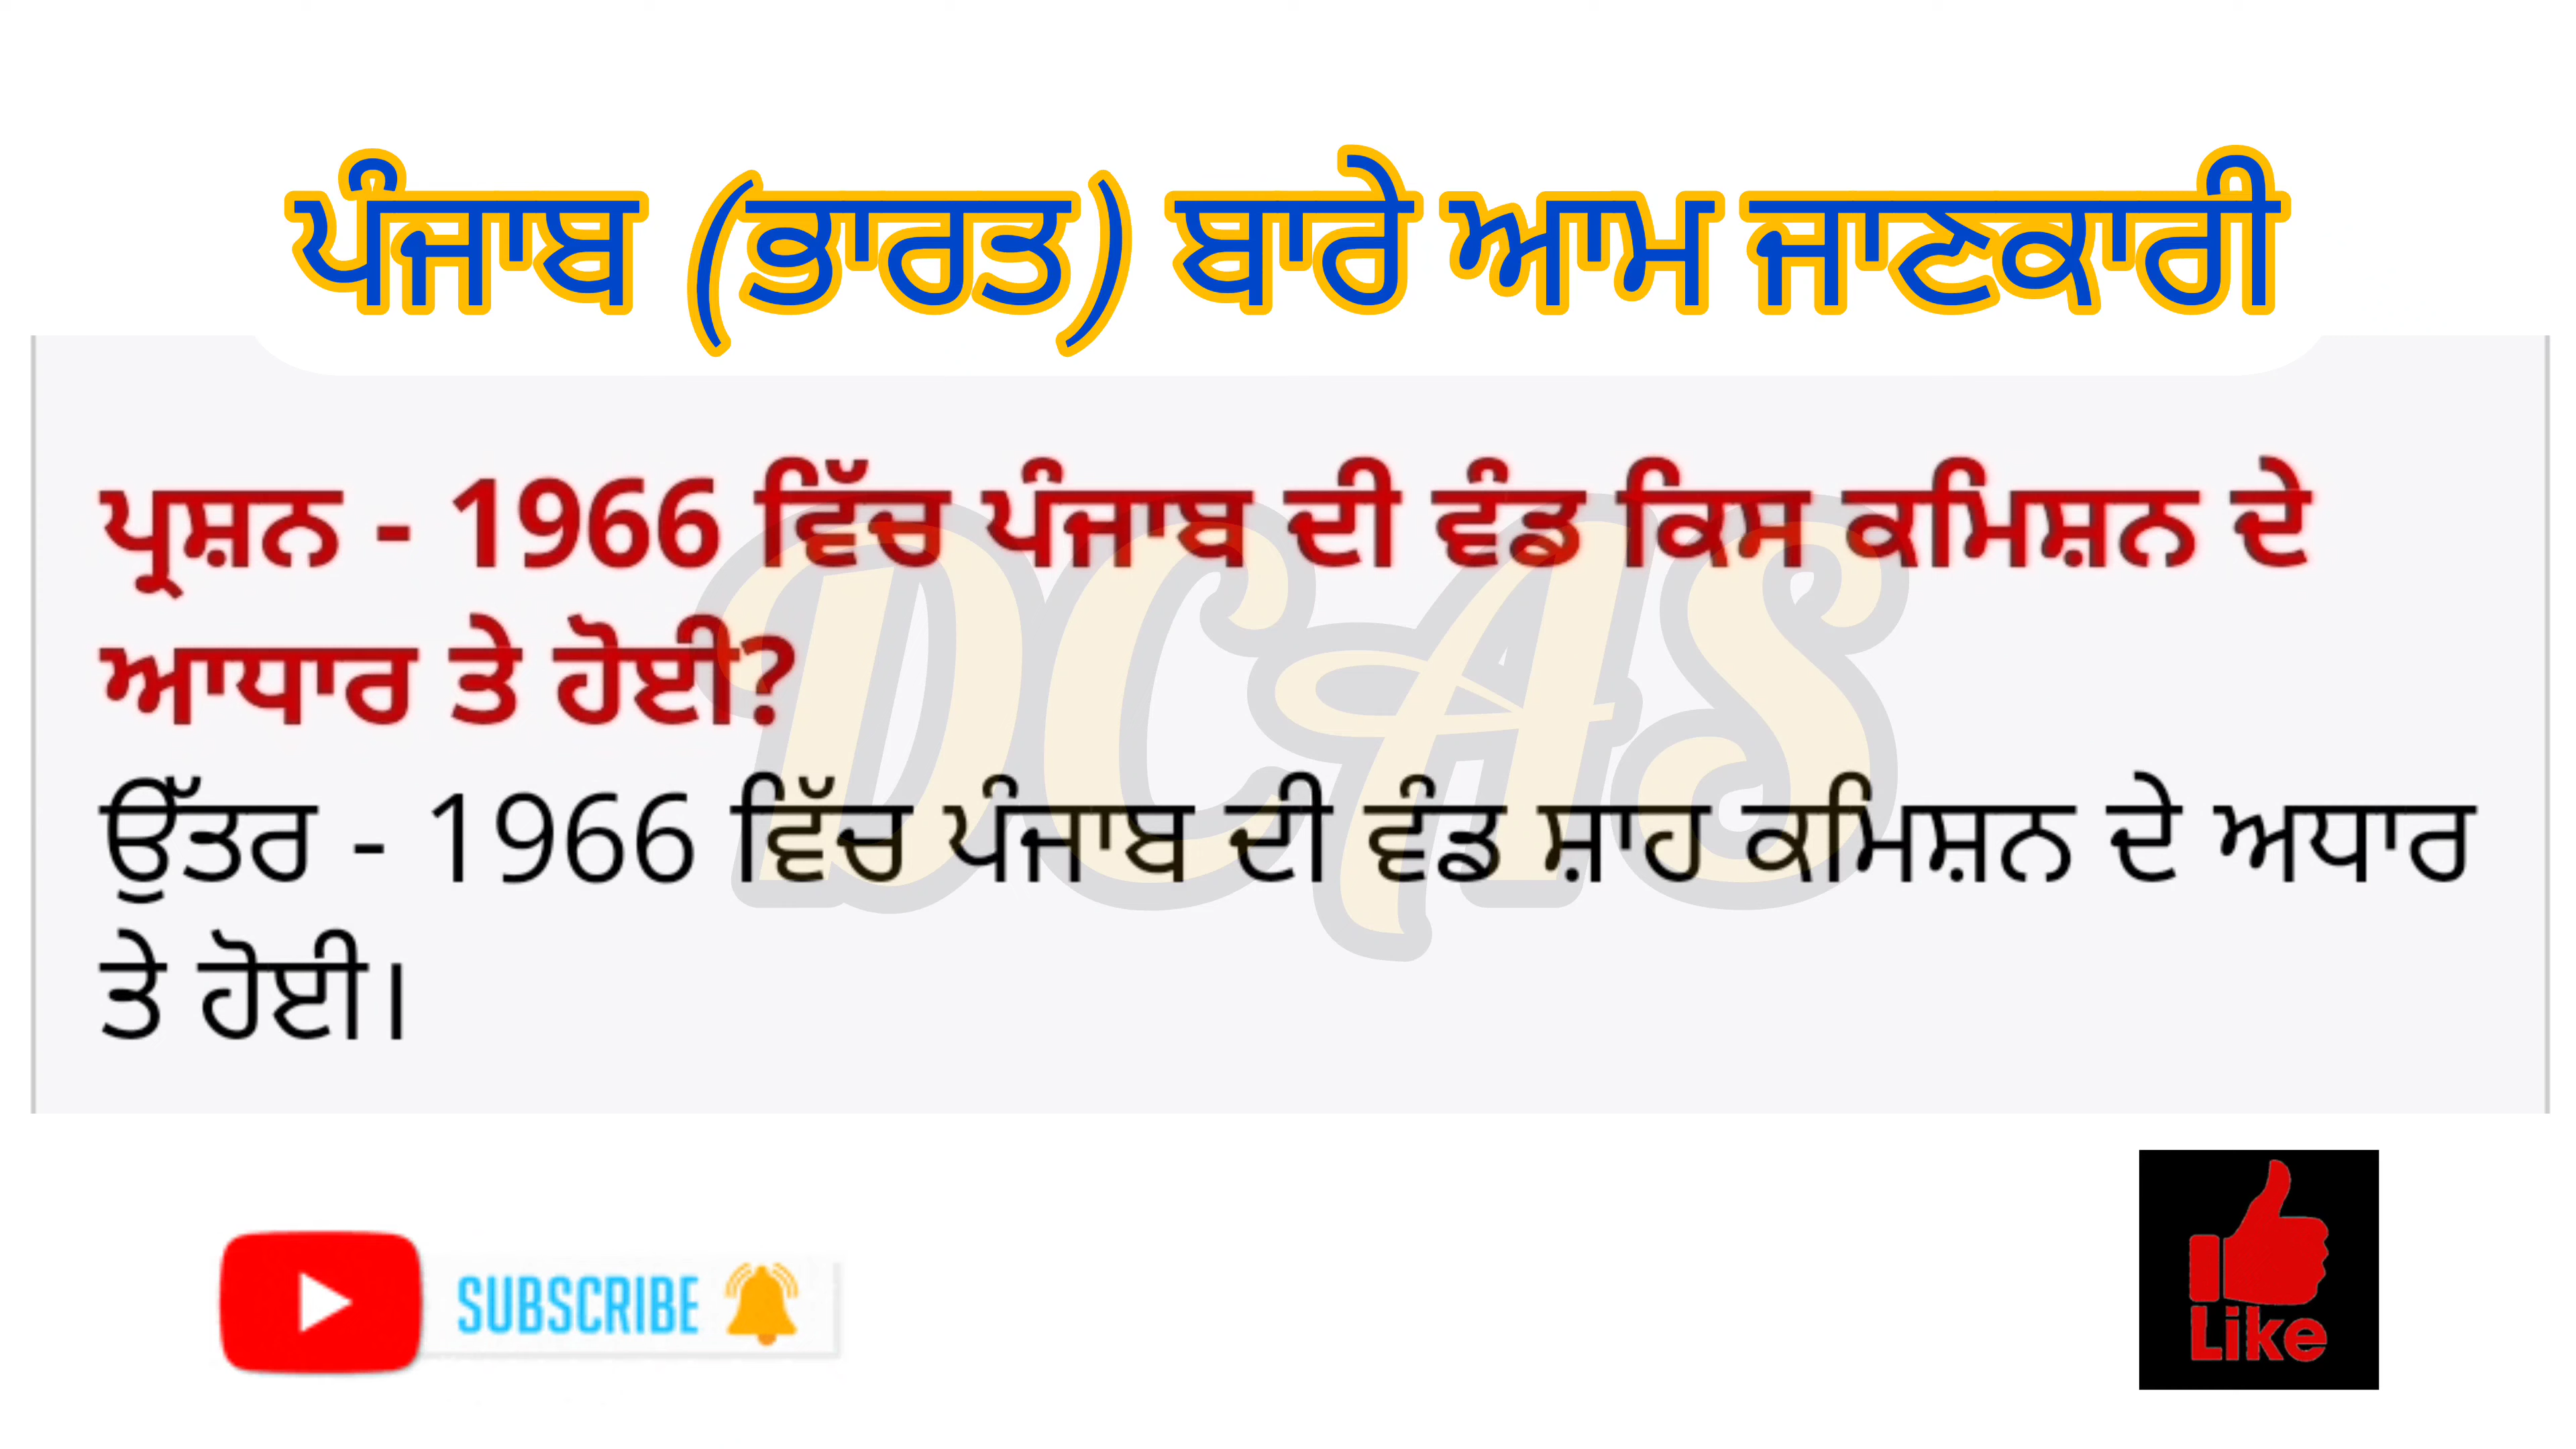 ਪੰਜਾਬ (ਭਾਰਤ) ਬਾਰੇ ਆਮ ਜਾਣਕਾਰੀ
ਪ੍ਰਸ਼ਨ - 1966 ਵਿੱਚ ਪੰਜਾਬ ਦੀ ਵੰਡ ਕਿਸ ਕਮਿਸ਼ਨ ਦੇ
ਆਧਾਰ ਤੇ ਹੋਈ?
ਉੱਤਰ - 1966 ਵਿੱਚ ਪੰਜਾਬ ਦੀ ਵੰਡ ਸ਼ਾਹ ਕਮਿਸ਼ਨ ਦੇ ਅਧਾਰ
ਤੇ ਹੋਈ।
DCAS
SUBSCRIBE
Like